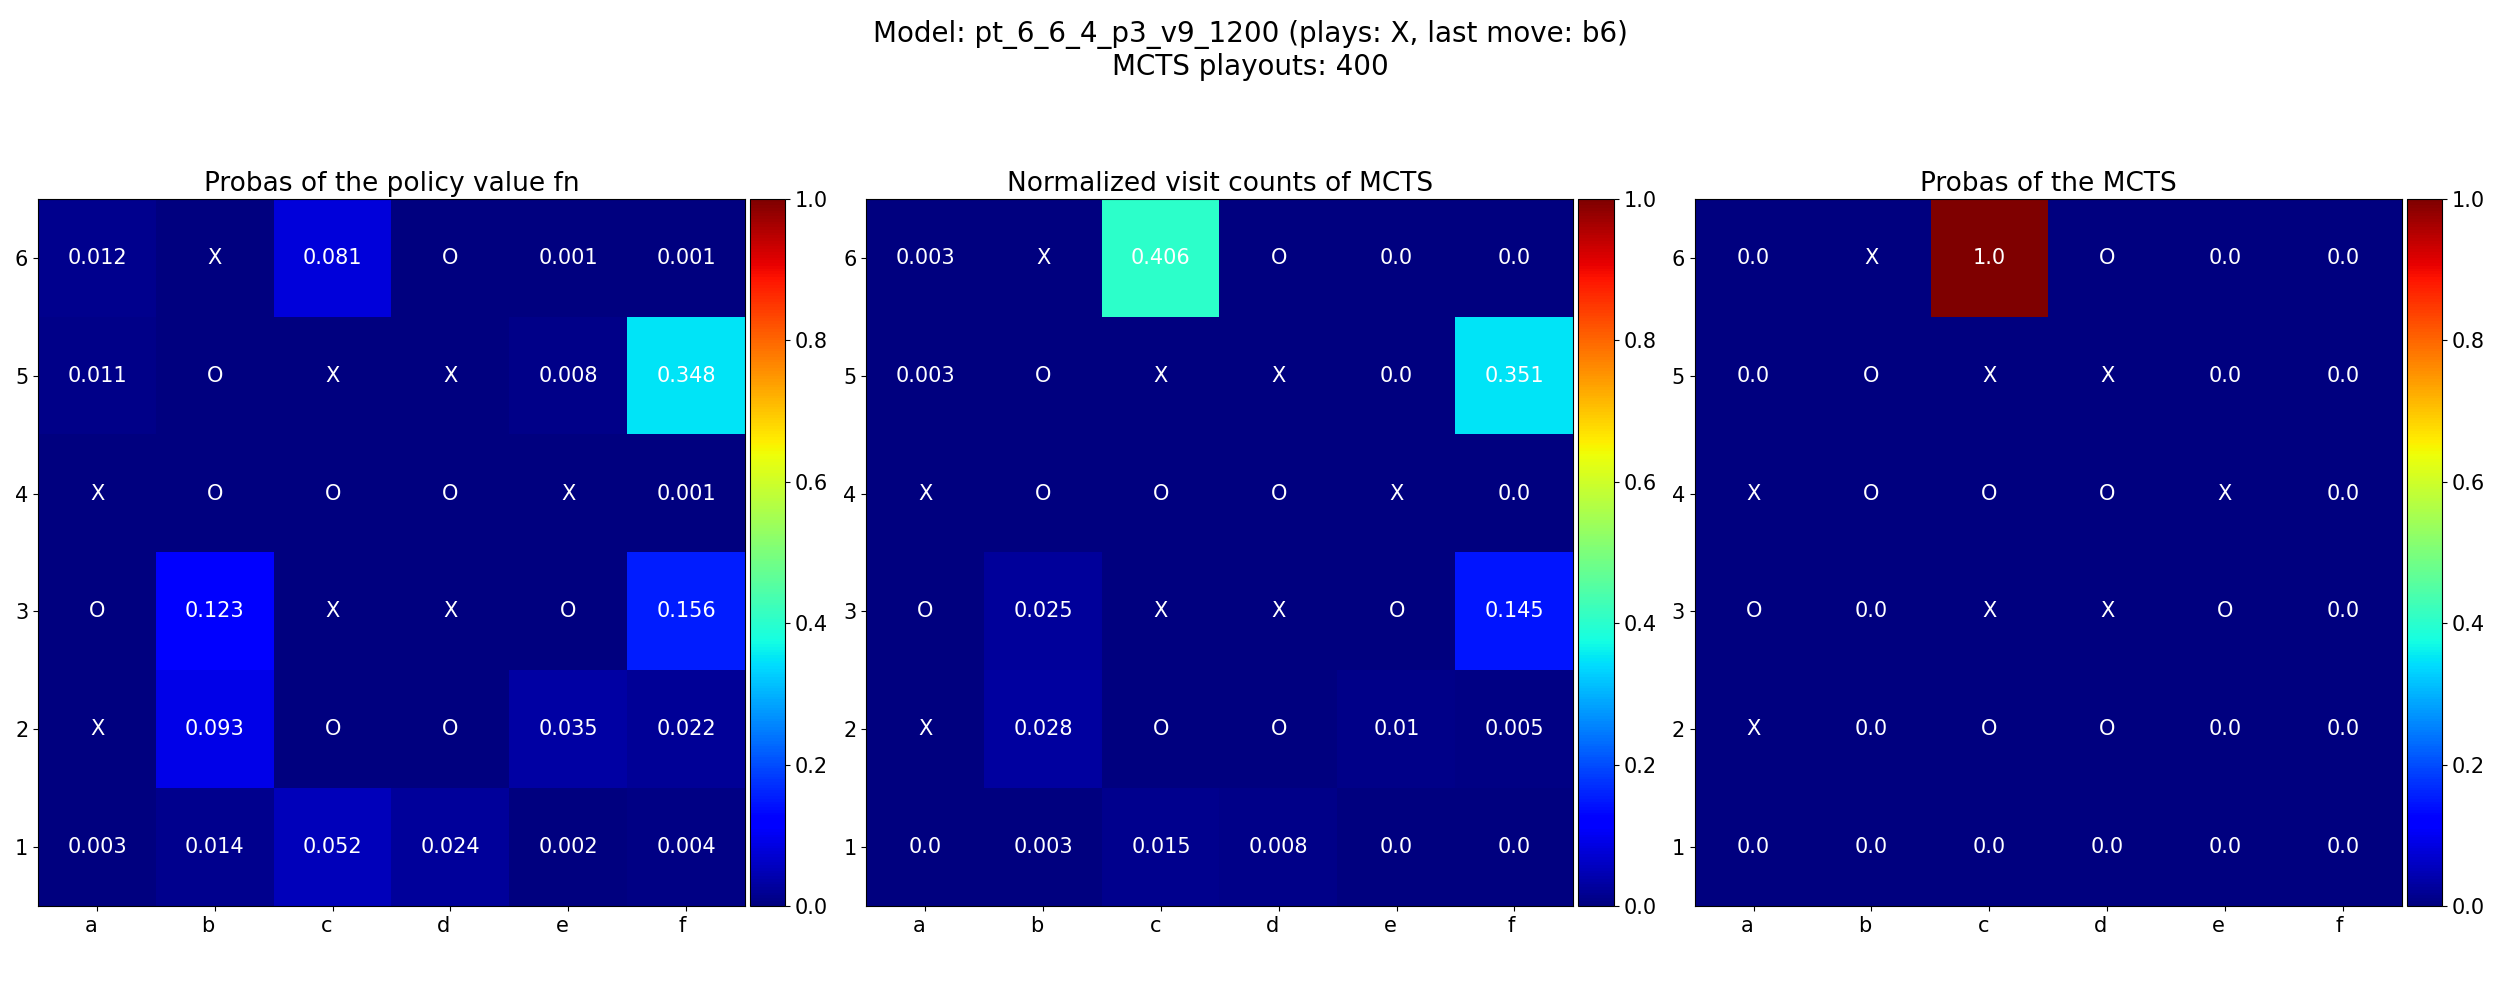 Model: pt_6_6_4_p3_v9_1200 (plays: X, last move: b6)
MCTS playouts: 400
Probas of the policy value fn
6 0.012 X 0.081 O 0.001 0.001
5 0.011 O X X 0.008 0.348
4 X O O O X 0.001
3 O 0.123 X X O 0.156
2 X 0.093 O O 0.035 0.022
1 0.003 0.014 0.052 0.024 0.002 0.004
a b c d e f
1.0
0.8
0.6
0.4
0.2
0.0
Normalized visit counts of MCTS
6 0.003 X 0.406 O 0.0 0.0
5 0.003 O X X 0.0 0.351
4 X O O O X 0.0
3 O 0.025 X X O 0.145
2 X 0.028 O O 0.01 0.005
1 0.0 0.003 0.015 0.008 0.0 0.0
a b c d e f
1.0
0.8
0.6
0.4
0.2
0.0
Probas of the MCTS
6 0.0 X 1.0 O 0.0 0.0
5 0.0 O X X 0.0 0.0
4 X O O O X 0.0
3 O 0.0 X X O 0.0
2 X 0.0 O O 0.0 0.0
1 0.0 0.0 0.0 0.0 0.0 0.0
a b c d e f
1.0
0.8
0.6
0.4
0.2
0.0